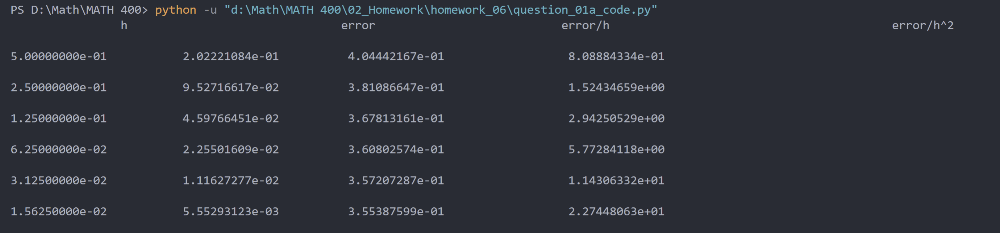 PS D:\Math\MATH 400> python -u "d:\Math\MATH 400\02_Homework\homework_06\question_01a_code.py"
h error error/h error/h^2
5.00000000e-01 2.02221084e-01 4.04442167e-01 8.08884334e-01
2.50000000e-01 9.52716617e-02 3.81086647e-01 1.52434659e+00
1.25000000e-01 4.59766451e-02 3.67813161e-01 2.94250529e+00
6.25000000e-02 2.25501609e-02 3.60802574e-01 5.77284118e+00
3.12500000e-02 1.11627277e-02 3.57207287e-01 1.14306332e+01
1.56250000e-02 5.55293123e-03 3.55387599e-01 2.27448063e+01